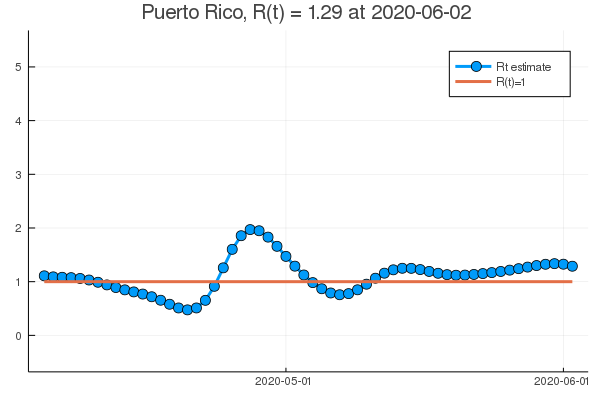 Puerto Rico, R(t) = 1.29 at 2020-06-02
Rt estimate
R(t)=1
5
4
3
2
1
0
2020-05-01
2020-06-01